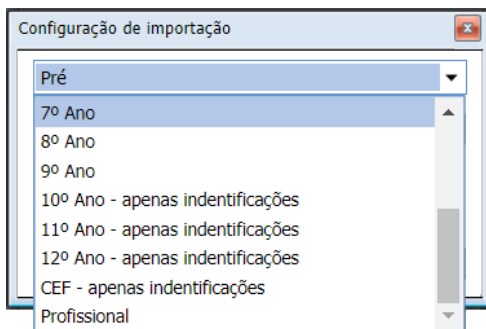 Configuração de importação
Pré
7º Ano
8º Ano
9º Ano
10º Ano - apenas indentificações
11º Ano - apenas indentificações
12º Ano - apenas indentificações
CEF - apenas indentificações
Profissional